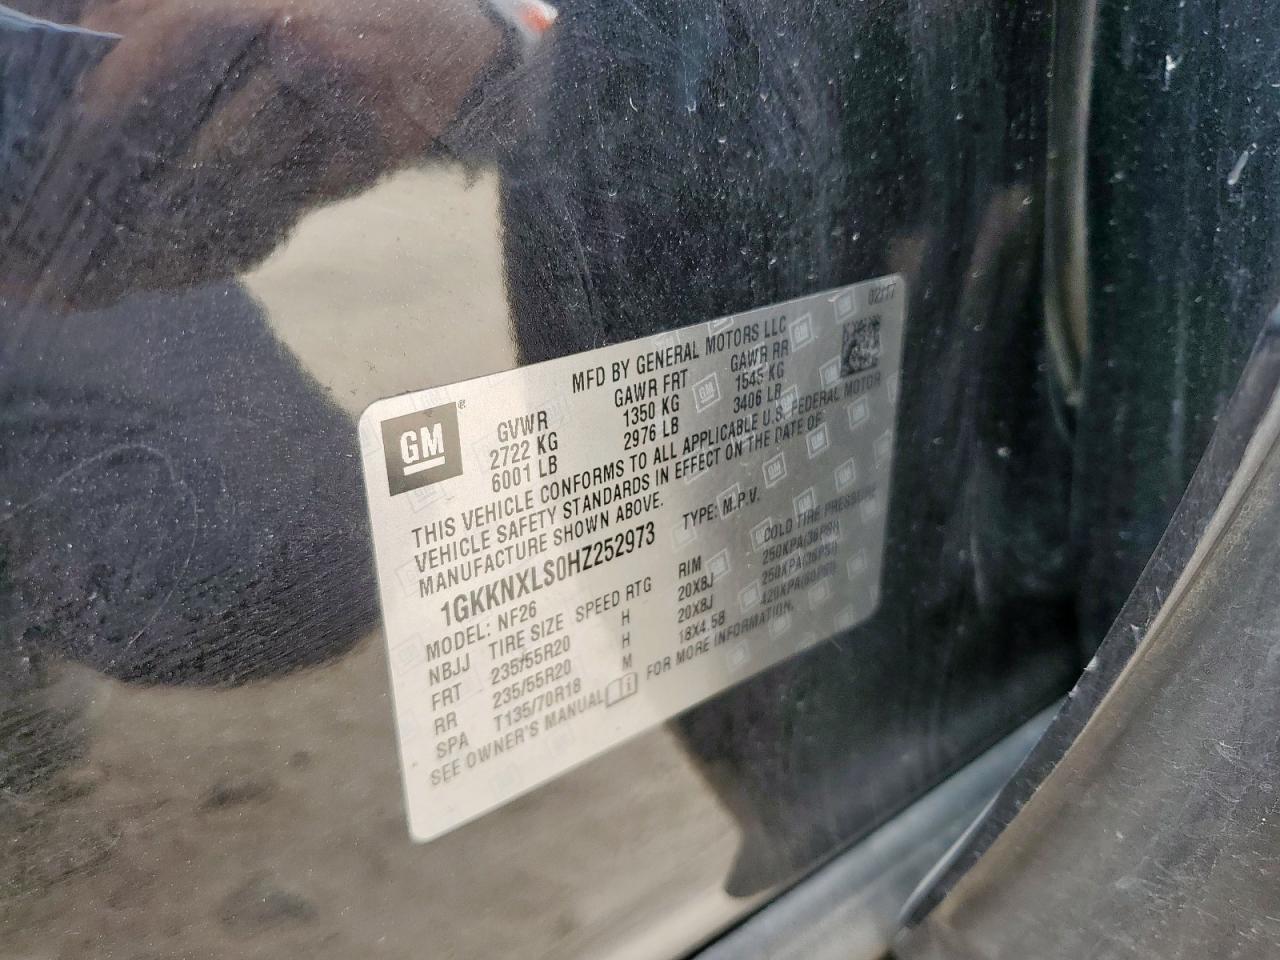 02/17
MFD BY GENERAL MOTORS LLC
GM®
GVWR GAWR FRT GAWR RR
2722 KG 1350 KG 1545 KG
6001 LB 2976 LB 3406 LB
THIS VEHICLE CONFORMS TO ALL APPLICABLE U.S. FEDERAL MOTOR
VEHICLE SAFETY STANDARDS IN EFFECT ON THE DATE OF
MANUFACTURE SHOWN ABOVE.
1GKKNXLS0HZ252973 TYPE: M.P.V.
MODEL: NF26
NBJJ TIRE SIZE SPEED RTG RIM COLD TIRE PRESSURE
FRT 235/55R20 H 20X8J 250KPA(36PSI)
RR 235/55R20 H 20X8J 250KPA(36PSI)
SPA T135/70R18 M 18X4.5B 420KPA(60PSI)
SEE OWNER'S MANUAL FOR MORE INFORMATION.